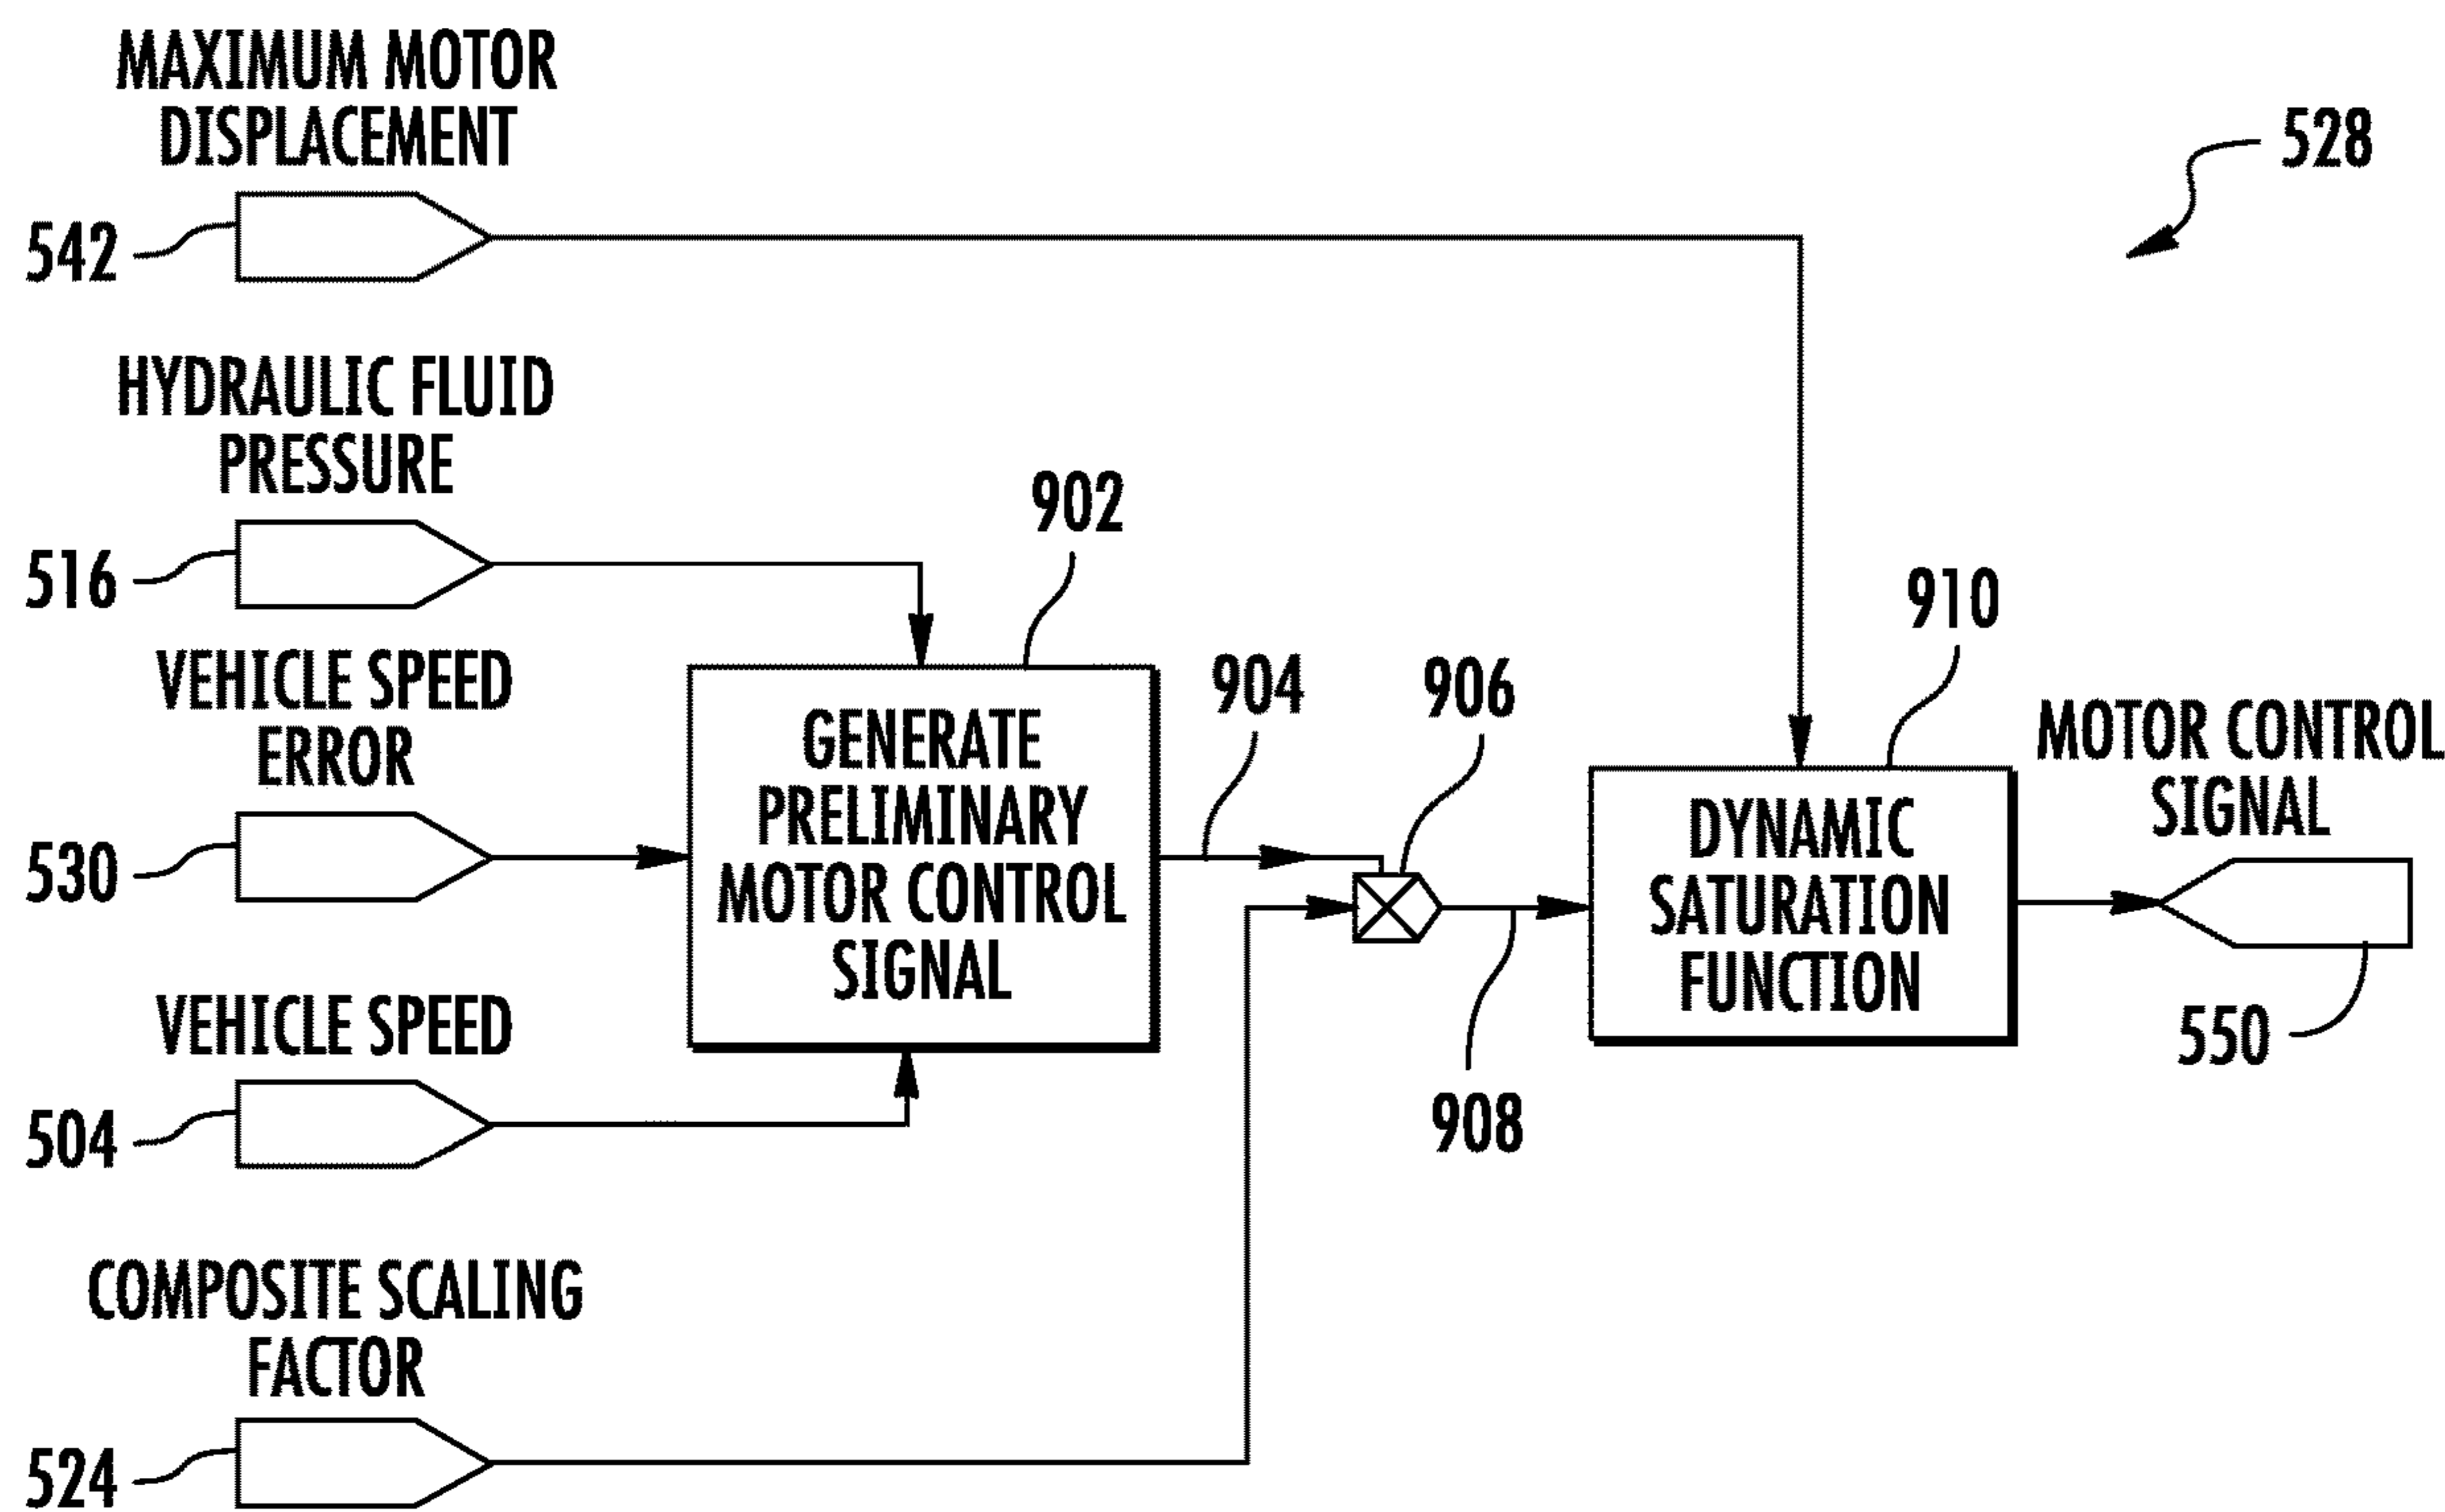 MAXIMUM MOTOR
DISPLACEMENT
528
542
HYDRAULIC FLUID
PRESSURE
902
516
910
VEHICLE SPEED
ERROR
904
906
GENERATE
PRELIMINARY
MOTOR CONTROL
SIGNAL
MOTOR CONTROL
SIGNAL
DYNAMIC
SATURATION
FUNCTION
530
550
VEHICLE SPEED
908
504
COMPOSITE SCALING
FACTOR
524